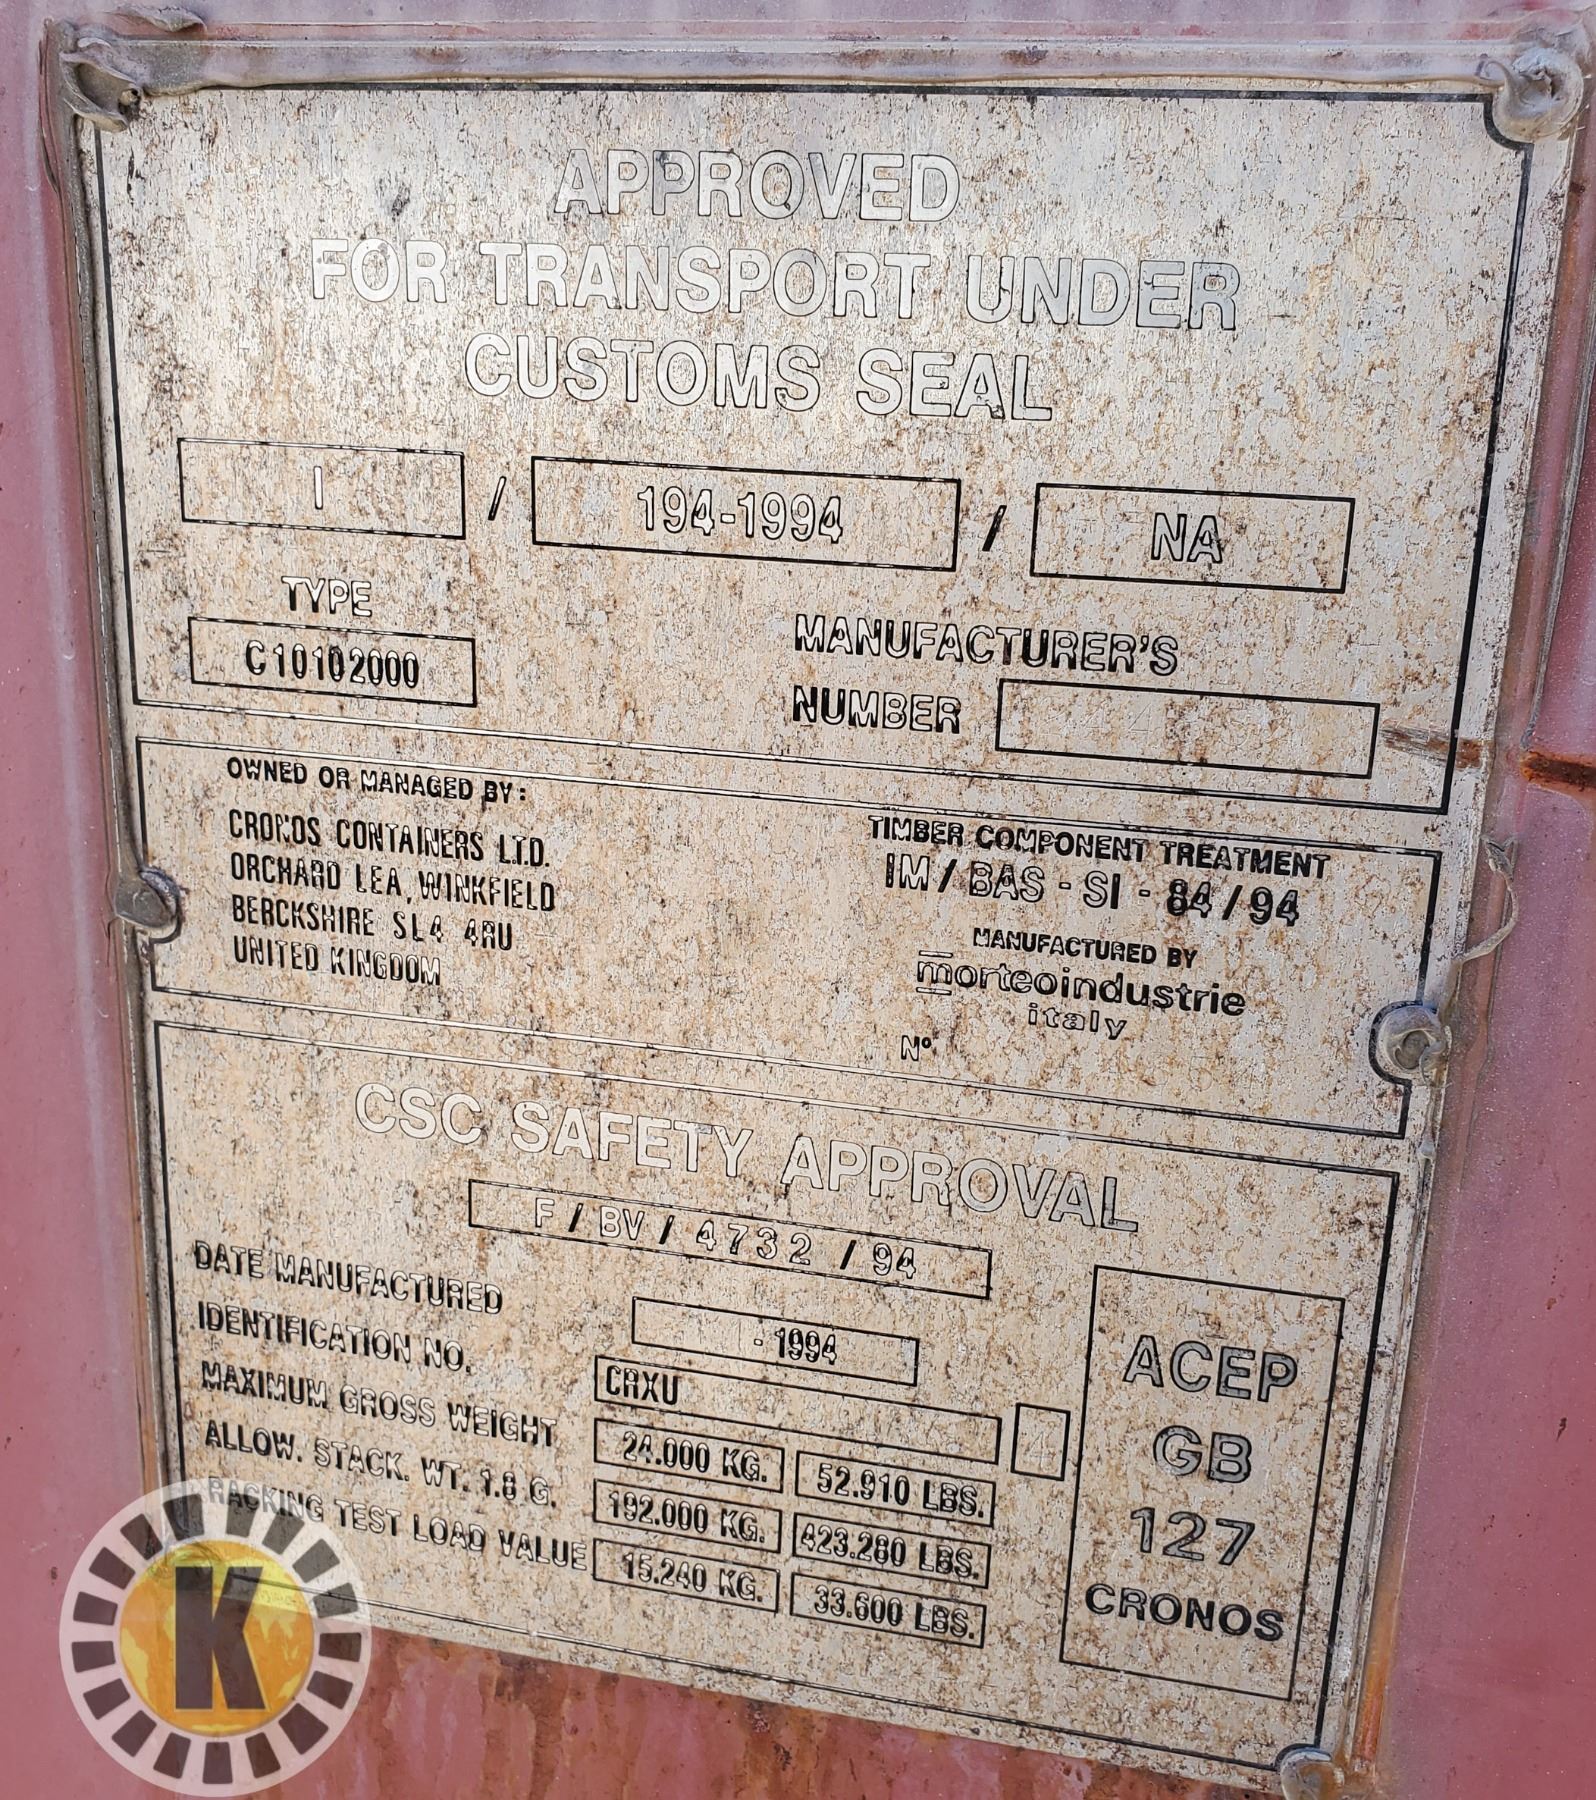 APPROVED
FOR TRANSPORT UNDER
CUSTOMS SEAL
I / 194-1994 / NA
TYPE
C10102000
MANUFACTURER'S
NUMBER
OWNED OR MANAGED BY:
CRONOS CONTAINERS LTD.
ORCHARD LEA, WINKFIELD
BERCKSHIRE SL4 4RU
UNITED KINGDOM
TIMBER COMPONENT TREATMENT
IM / BAS - SI - 84 / 94
MANUFACTURED BY
morteoindustrie
italy
N°
CSC SAFETY APPROVAL
F / BV / 4732 / 94
DATE MANUFACTURED - 1994
IDENTIFICATION NO. CRXU 4
MAXIMUM GROSS WEIGHT 24.000 KG. 52.910 LBS.
ALLOW. STACK. WT. 1.8 G. 192.000 KG. 423.280 LBS.
RACKING TEST LOAD VALUE 15.240 KG. 33.600 LBS.
ACEP
GB
127
CRONOS
K